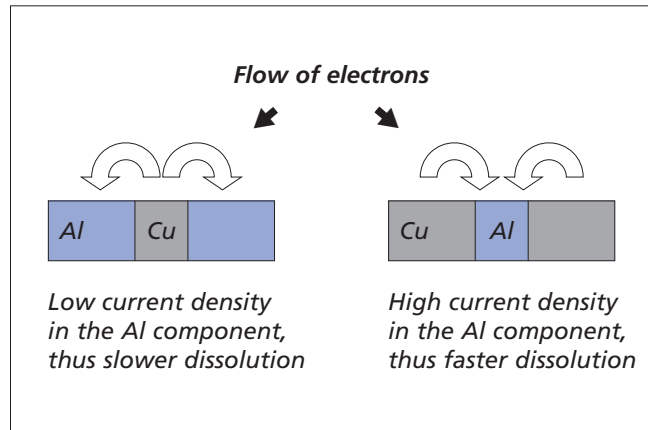 Flow of electrons
Al
Cu
Cu
Al
Low current density
in the Al component,
thus slower dissolution
High current density
in the Al component,
thus faster dissolution